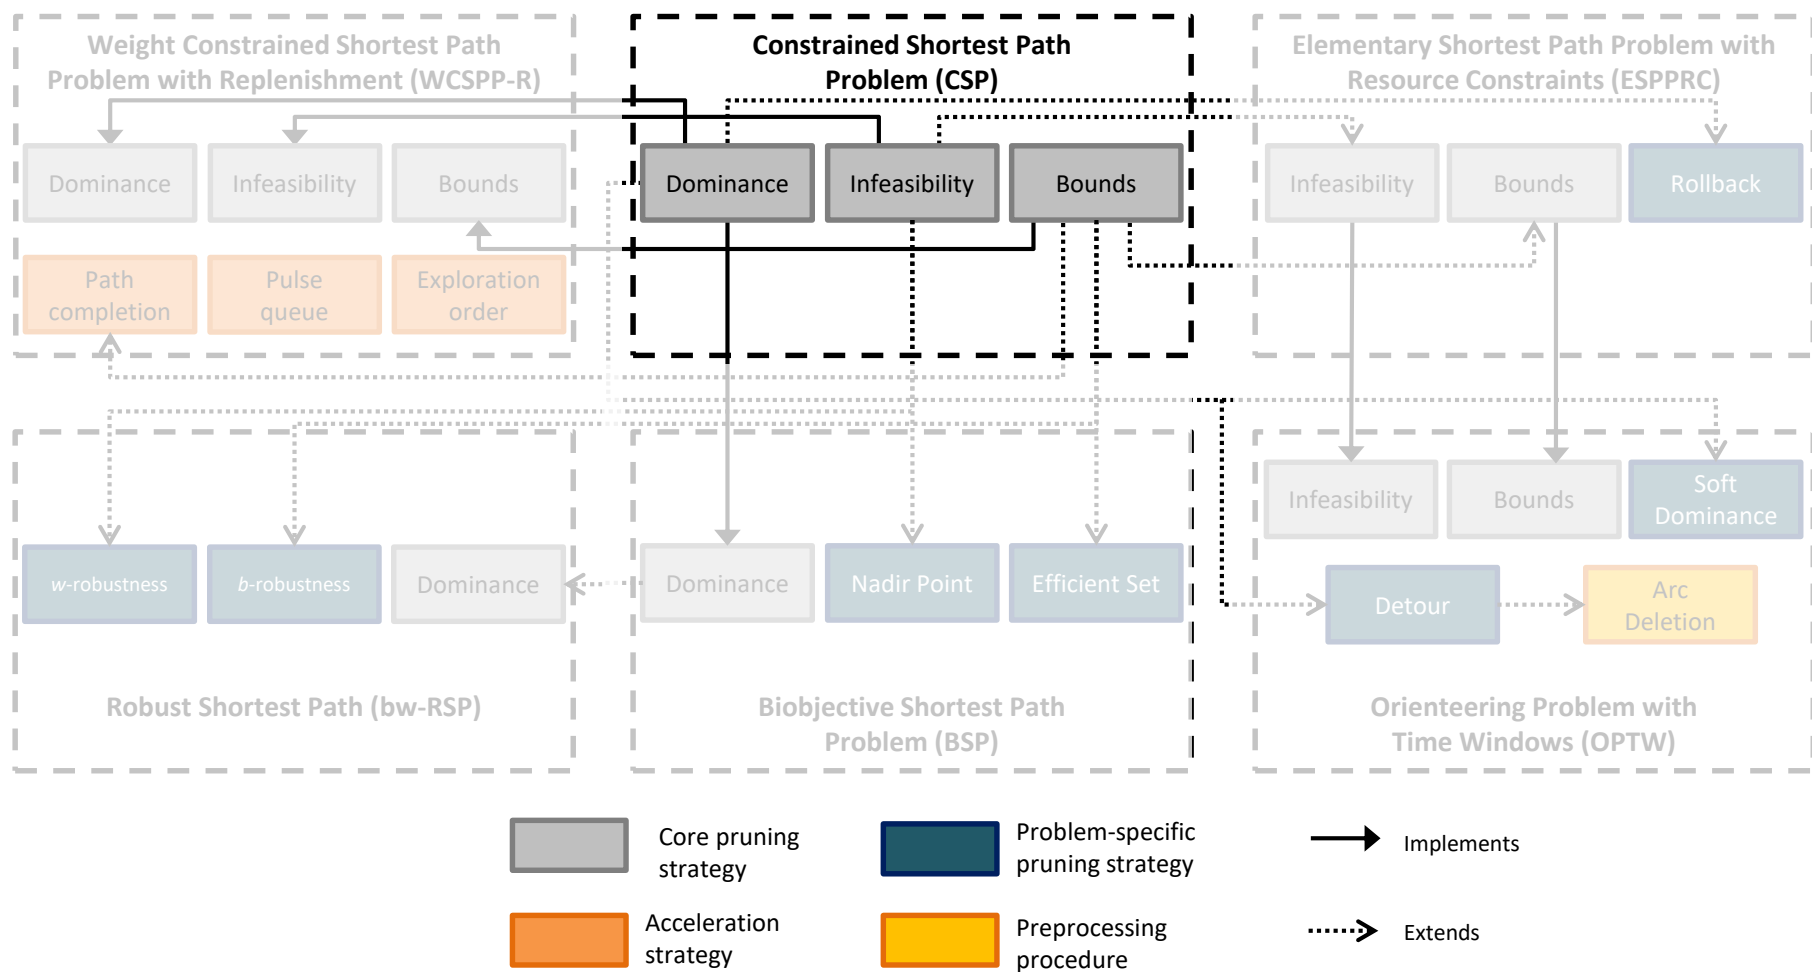 Weight Constrained Shortest Path
Problem with Replenishment (WCSPP-R)
Dominance
Infeasibility
Bounds
Path
completion
Pulse
queue
Exploration
order
Constrained Shortest Path
Problem (CSP)
Dominance
Infeasibility
Bounds
Elementary Shortest Path Problem with
Resource Constraints (ESPPRC)
Infeasibility
Bounds
Rollback
w-robustness
b-robustness
Dominance
Robust Shortest Path (bw-RSP)
Dominance
Nadir Point
Efficient Set
Biobjective Shortest Path
Problem (BSP)
Infeasibility
Bounds
Soft
Dominance
Detour
Arc
Deletion
Orienteering Problem with
Time Windows (OPTW)
Core pruning
strategy
Problem-specific
pruning strategy
Implements
Acceleration
strategy
Preprocessing
procedure
Extends